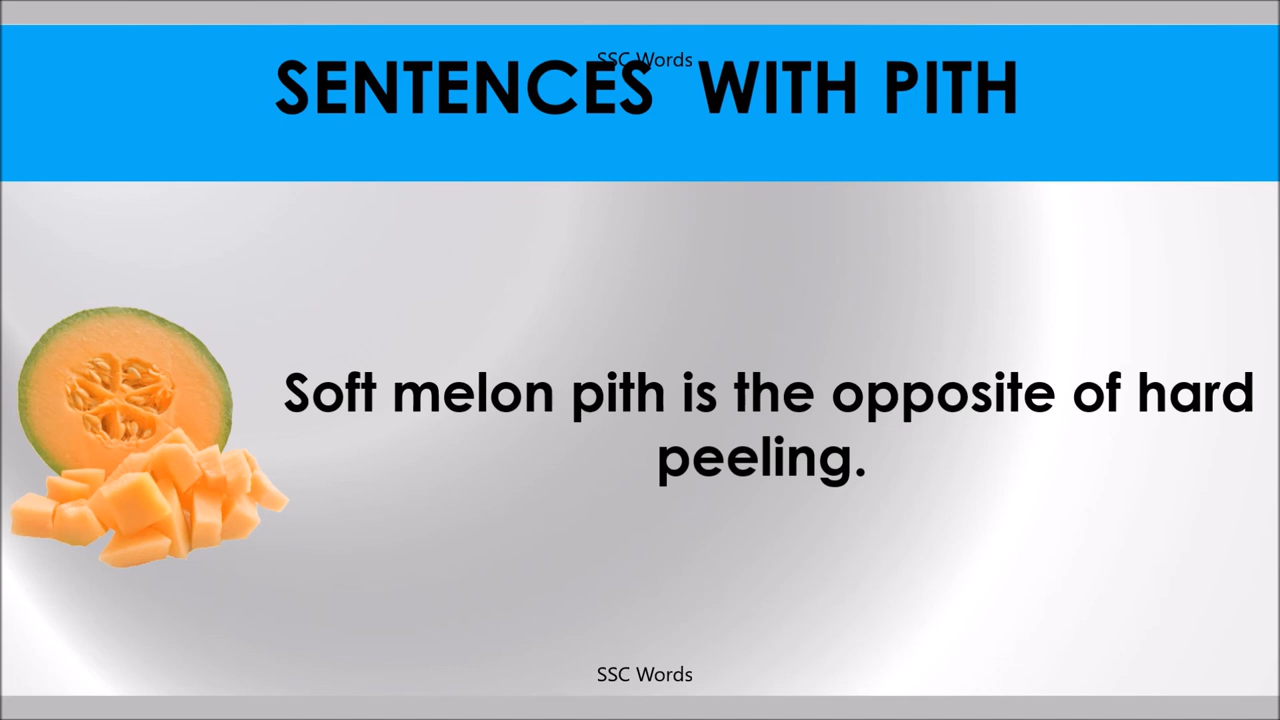 SSC Words
SENTENCES WITH PITH
Soft melon pith is the opposite of hard
peeling.
SSC Words